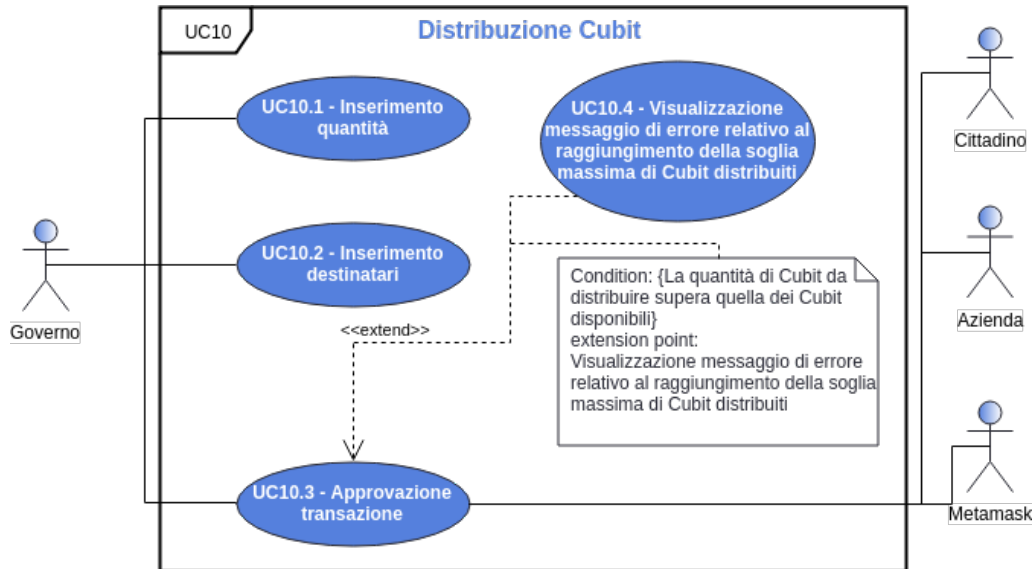 UC10
Distribuzione Cubit
UC10.1 - Inserimento
quantità
UC10.4 - Visualizzazione
messaggio di errore relativo al
raggiungimento della soglia
massima di Cubit distribuiti
Cittadino
UC10.2 - Inserimento
destinatari
Governo
<<extend>>
Condition: {La quantità di Cubit da
distribuire supera quella dei Cubit
disponibili}
extension point:
Visualizzazione messaggio di errore
relativo al raggiungimento della soglia
massima di Cubit distribuiti
Azienda
UC10.3 - Approvazione
transazione
Metamask